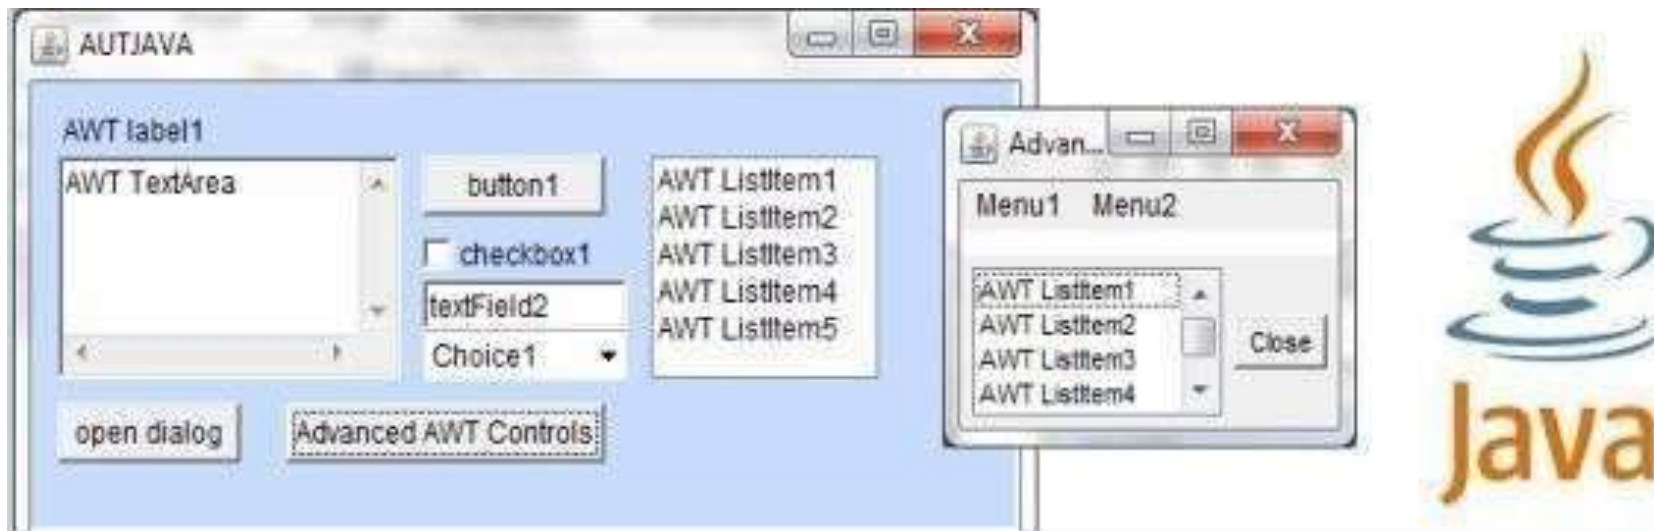 AUTJAVA
AWT label1
AWT TextArea
button1
checkbox1
textField2
Choice1
AWT ListItem1
AWT ListItem2
AWT ListItem3
AWT ListItem4
AWT ListItem5
open dialog
Advanced AWT Controls
Advan...
Menu1 Menu2
AWT ListItem1
AWT ListItem2
AWT ListItem3
AWT ListItem4
Close
Java